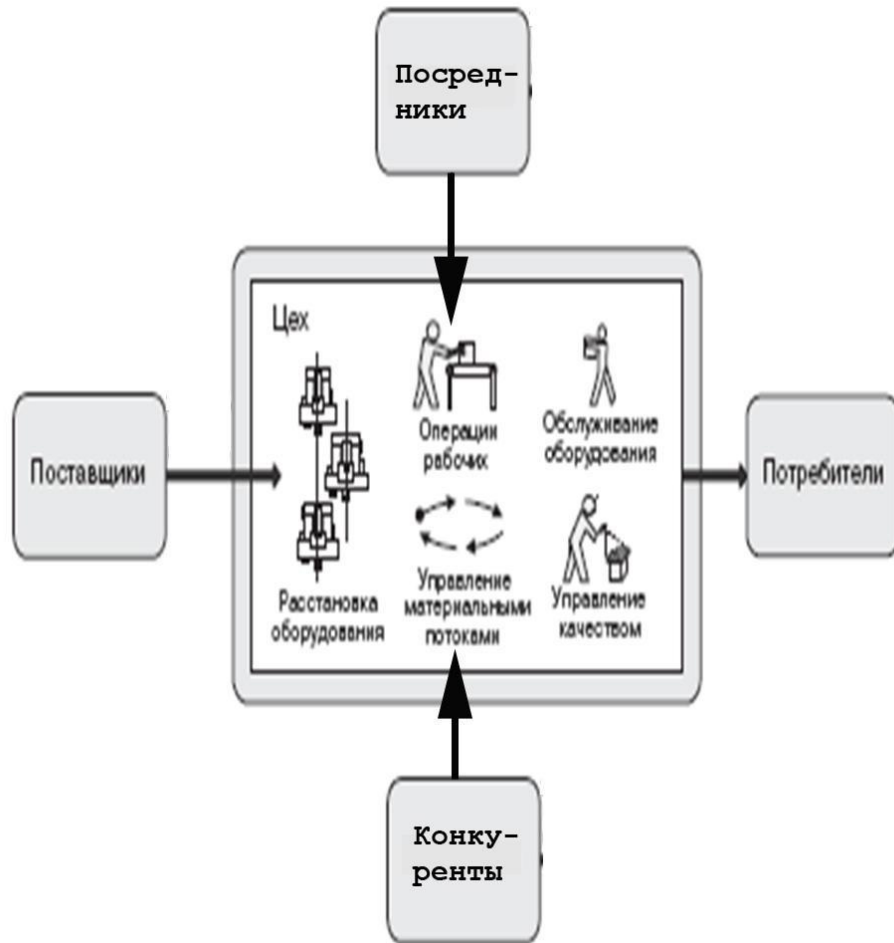 Посред-
ники
Цех
Операции
рабочих
Обслуживание
оборудования
Поставщики
Потребители
Расстановка
оборудования
Управление
материальными
потоками
Управление
качеством
Конку-
ренты